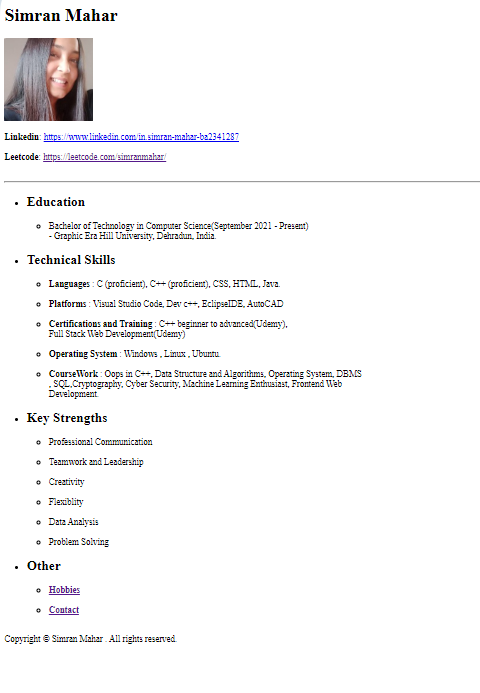 Simran Mahar
Linkedin: https://www.linkedin.com/in.simran-mahar-ba2341287
Leetcode: https://leetcode.com/simranmahar/
Education
Bachelor of Technology in Computer Science(September 2021 - Present)
- Graphic Era Hill University, Dehradun, India.
Technical Skills
Languages : C (proficient), C++ (proficient), CSS, HTML, Java.
Platforms : Visual Studio Code, Dev c++, EclipseIDE, AutoCAD
Certifications and Training : C++ beginner to advanced(Udemy),
Full Stack Web Development(Udemy)
Operating System : Windows , Linux , Ubuntu.
CourseWork : Oops in C++, Data Structure and Algorithms, Operating System, DBMS
, SQL,Cryptography, Cyber Security, Machine Learning Enthusiast, Frontend Web
Development.
Key Strengths
Professional Communication
Teamwork and Leadership
Creativity
Flexiblity
Data Analysis
Problem Solving
Other
Hobbies
Contact
Copyright © Simran Mahar . All rights reserved.